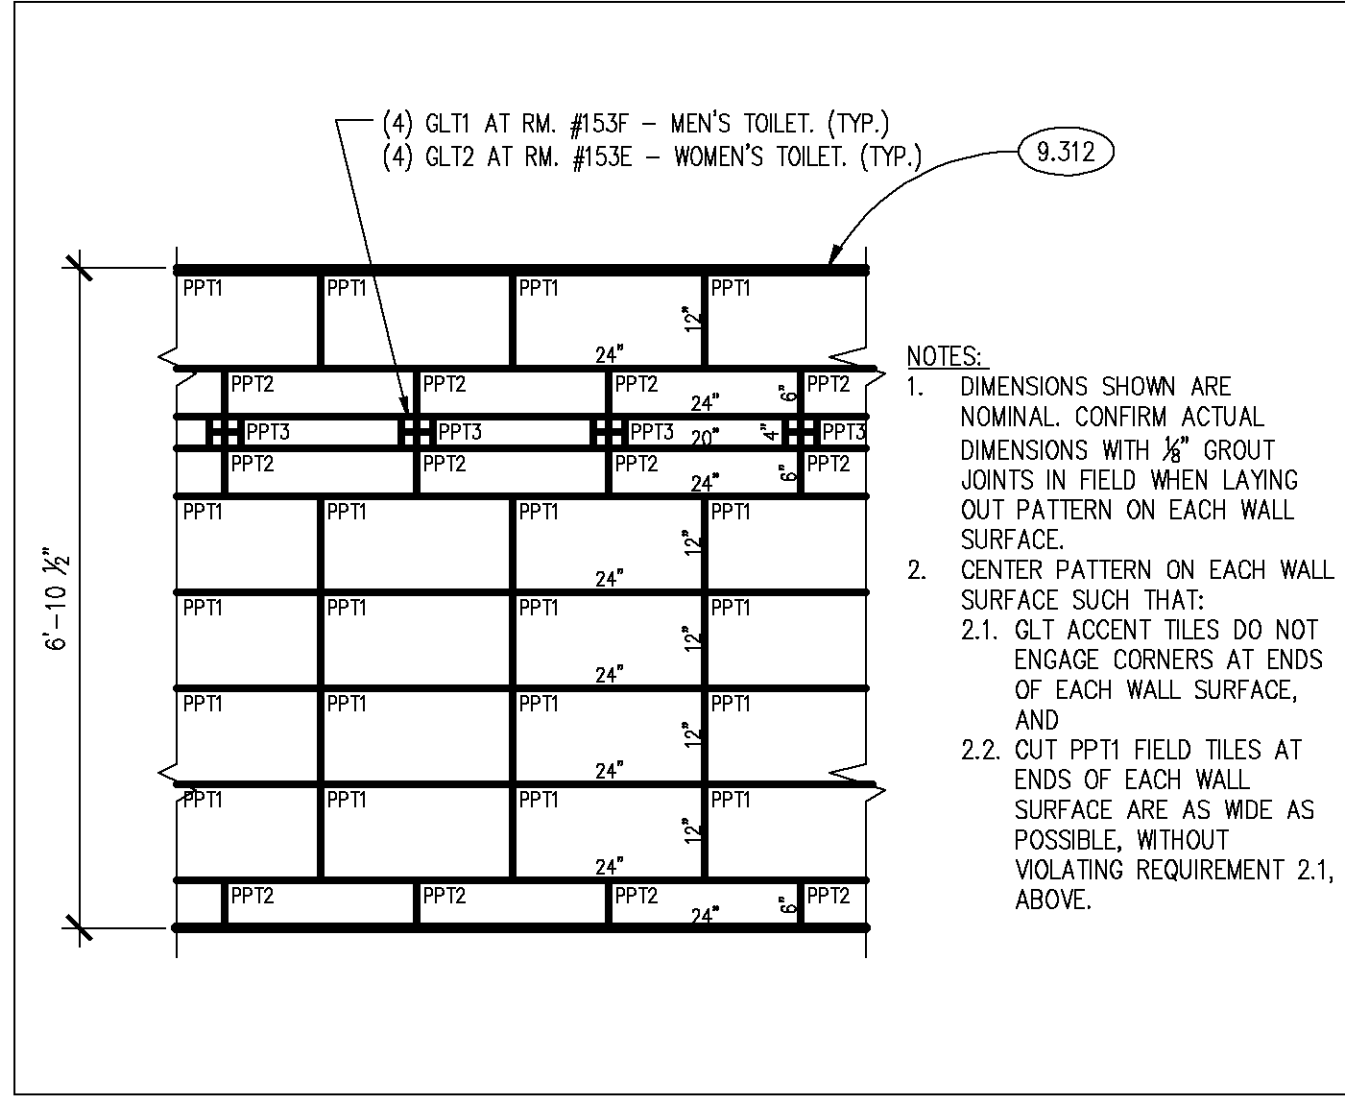 (4) GLT1 AT RM. #153F – MEN'S TOILET. (TYP.)
(4) GLT2 AT RM. #153E – WOMEN'S TOILET. (TYP.)
9.312
PPT1 PPT1 PPT1 PPT1
12"
24"
PPT2 PPT2 PPT2 PPT2
24" 6"
PPT3 PPT3 PPT3 PPT3
20" 4"
PPT2 PPT2 PPT2 PPT2
24" 6"
PPT1 PPT1 PPT1 PPT1
12"
24"
PPT1 PPT1 PPT1 PPT1
12"
24"
PPT1 PPT1 PPT1 PPT1
12"
24"
PPT1 PPT1 PPT1 PPT1
12"
24"
PPT2 PPT2 PPT2 PPT2
24" 6"
6'–10 ½"
NOTES:
1. DIMENSIONS SHOWN ARE
NOMINAL. CONFIRM ACTUAL
DIMENSIONS WITH ⅛" GROUT
JOINTS IN FIELD WHEN LAYING
OUT PATTERN ON EACH WALL
SURFACE.
2. CENTER PATTERN ON EACH WALL
SURFACE SUCH THAT:
2.1. GLT ACCENT TILES DO NOT
ENGAGE CORNERS AT ENDS
OF EACH WALL SURFACE,
AND
2.2. CUT PPT1 FIELD TILES AT
ENDS OF EACH WALL
SURFACE ARE AS WIDE AS
POSSIBLE, WITHOUT
VIOLATING REQUIREMENT 2.1,
ABOVE.